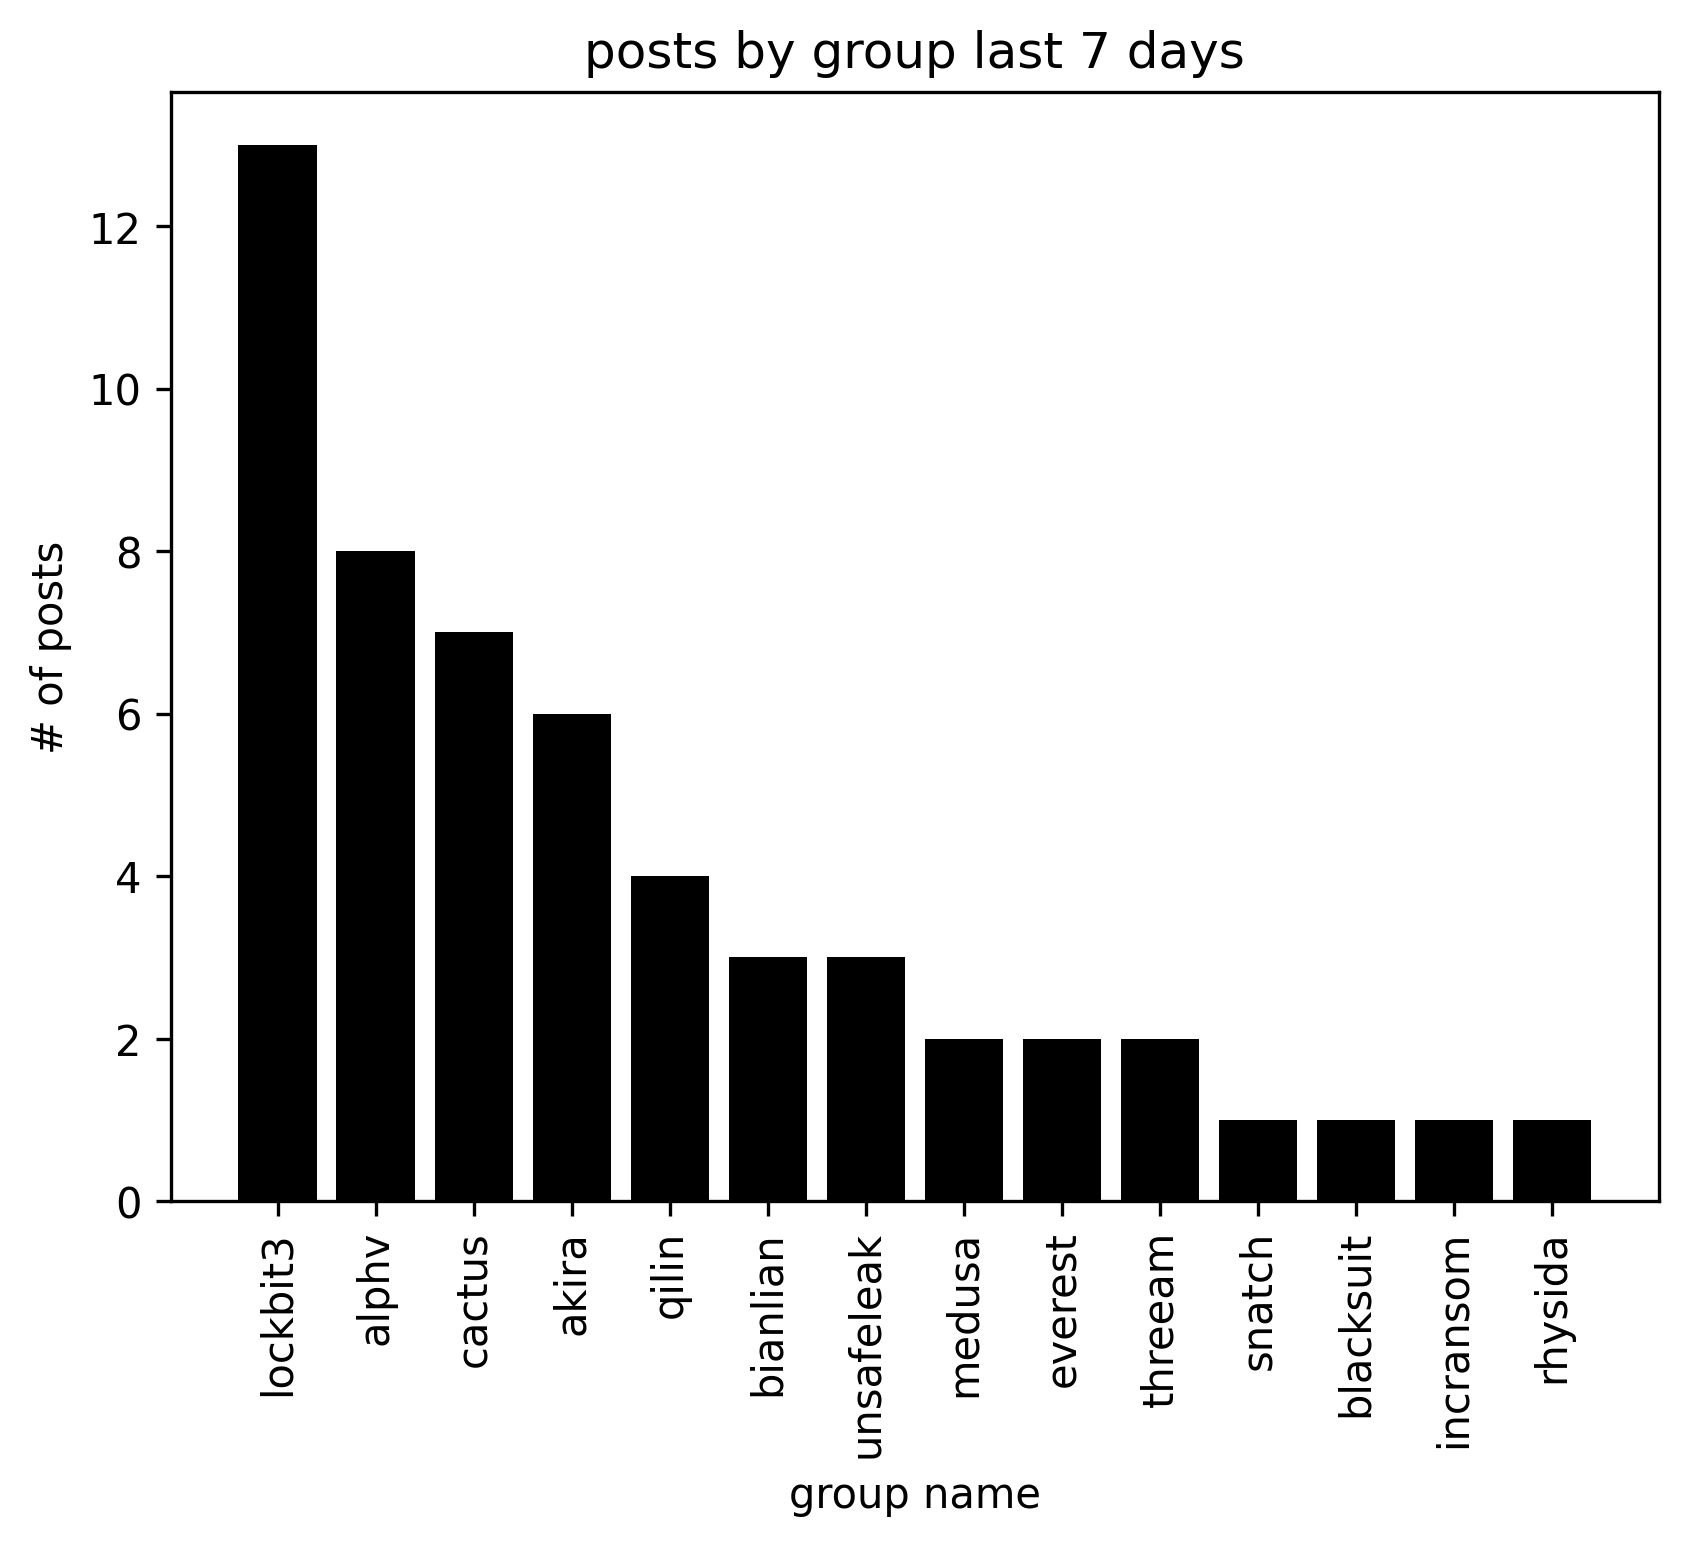 posts by group last 7 days
# of posts
12
10
8
6
4
2
0
lockbit3
alphv
cactus
akira
qilin
bianlian
unsafeleak
medusa
everest
threeam
snatch
blacksuit
incransom
rhysida
group name